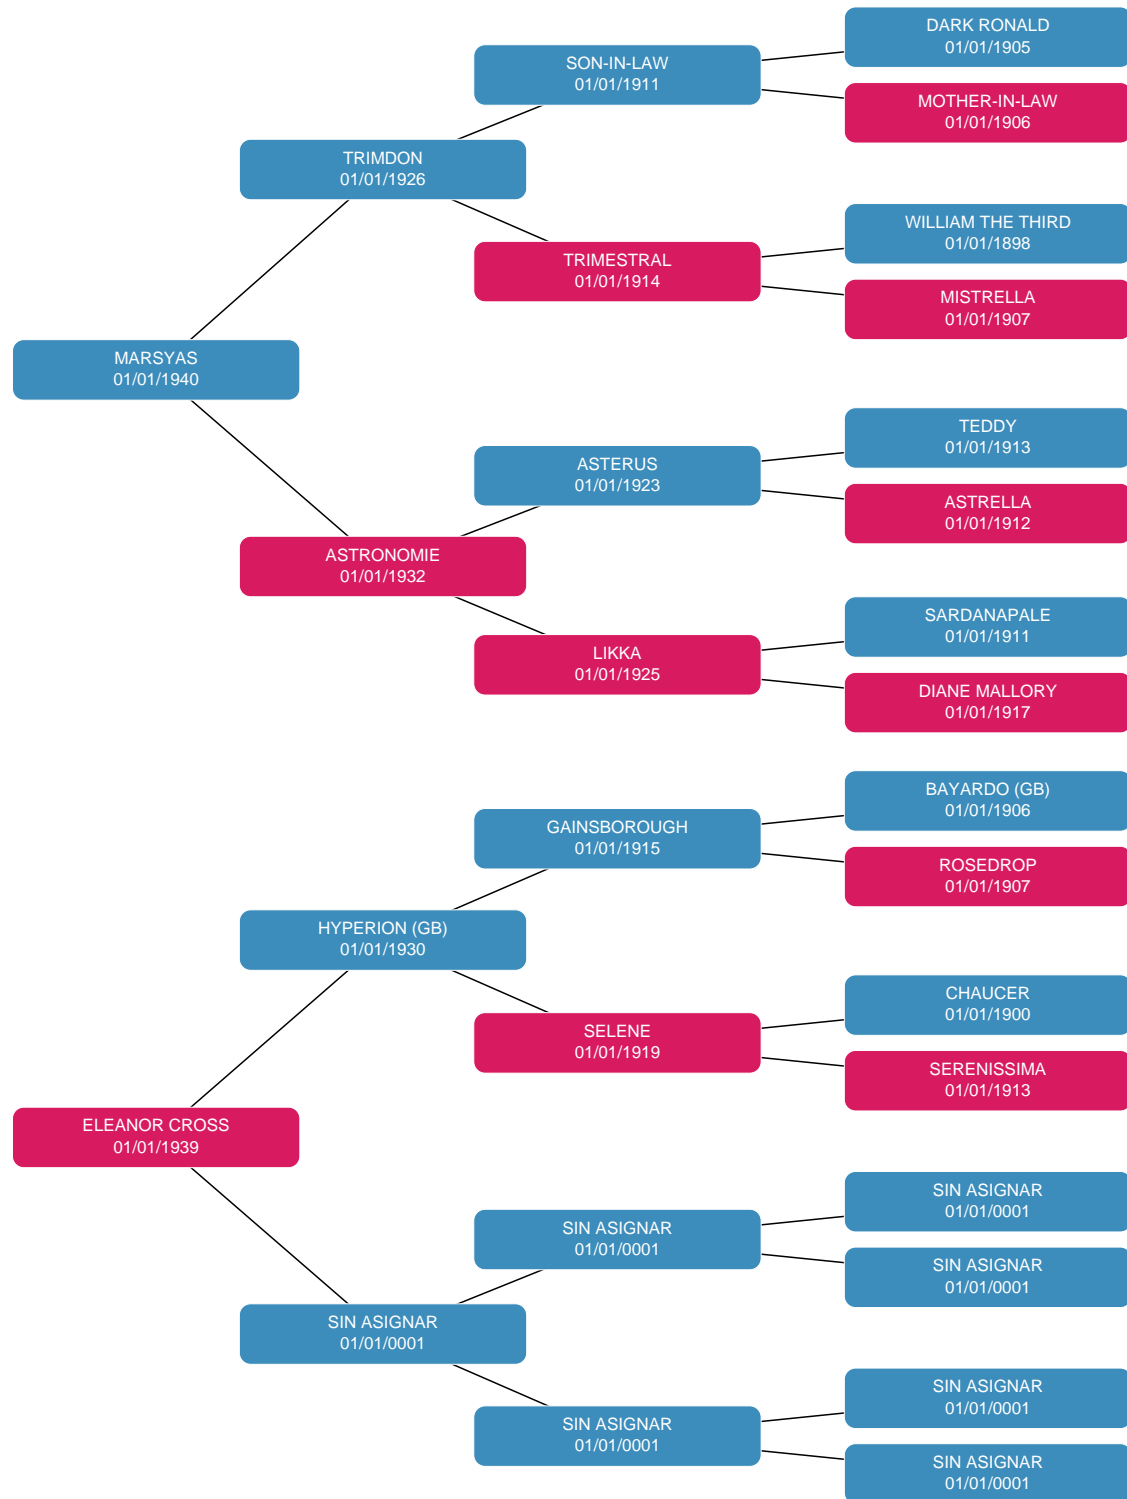 DARK RONALD
01/01/1905
SON-IN-LAW
01/01/1911
MOTHER-IN-LAW
01/01/1906
TRIMDON
01/01/1926
WILLIAM THE THIRD
01/01/1898
TRIMESTRAL
01/01/1914
MISTRELLA
01/01/1907
MARSYAS
01/01/1940
TEDDY
01/01/1913
ASTERUS
01/01/1923
ASTRELLA
01/01/1912
ASTRONOMIE
01/01/1932
SARDANAPALE
01/01/1911
LIKKA
01/01/1925
DIANE MALLORY
01/01/1917
BAYARDO (GB)
01/01/1906
GAINSBOROUGH
01/01/1915
ROSEDROP
01/01/1907
HYPERION (GB)
01/01/1930
CHAUCER
01/01/1900
SELENE
01/01/1919
SERENISSIMA
01/01/1913
ELEANOR CROSS
01/01/1939
SIN ASIGNAR
01/01/0001
SIN ASIGNAR
01/01/0001
SIN ASIGNAR
01/01/0001
SIN ASIGNAR
01/01/0001
SIN ASIGNAR
01/01/0001
SIN ASIGNAR
01/01/0001
SIN ASIGNAR
01/01/0001